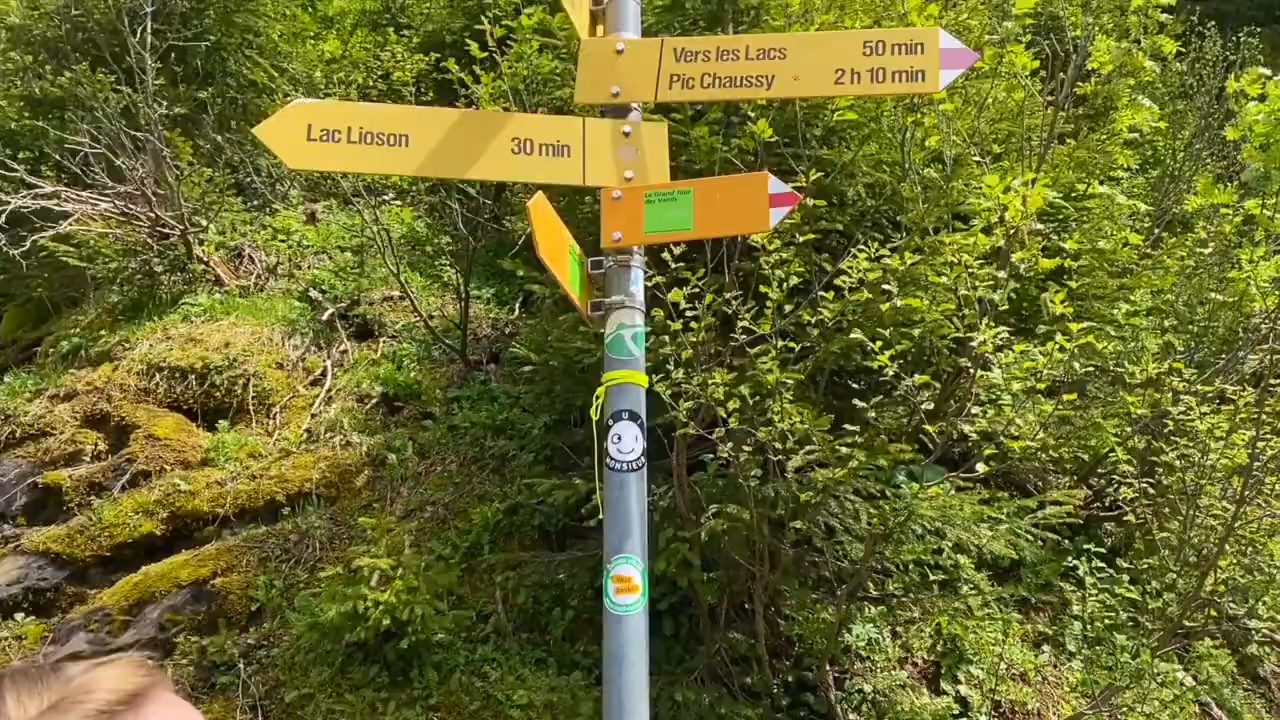 Vers les Lacs 50 min
Pic Chaussy 2 h 10 min
Lac Lioson 30 min
Le Grand Tour
des Vanils
OUI
MONSIEUR